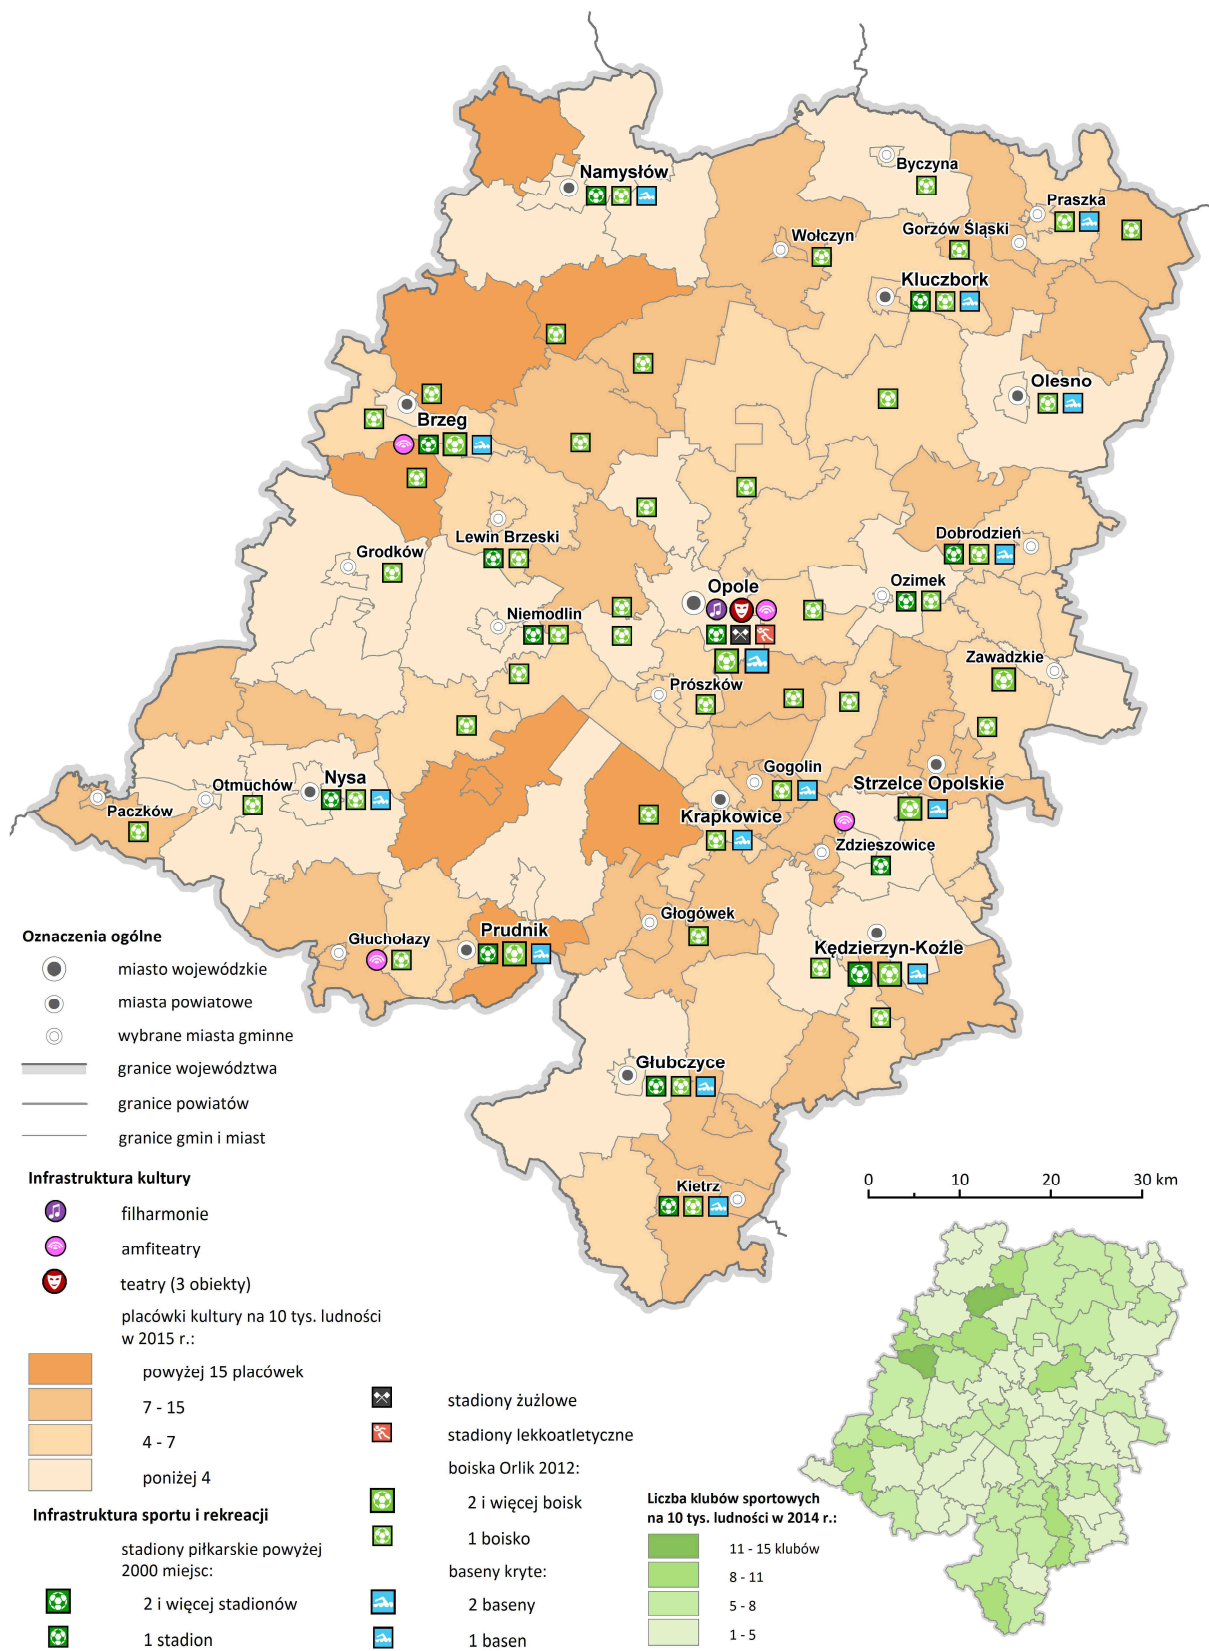 Namysłów
Byczyna
Praszka
Wołczyn
Gorzów Śląski
Kluczbork
Olesno
Brzeg
Lewin Brzeski
Dobrodzień
Grodków
Ozimek
Opole
Niemodlin
Zawadzkie
Prószków
Nysa
Gogolin
Otmuchów
Strzelce Opolskie
Paczków
Krapkowice
Zdzieszowice
Głogówek
Prudnik
Głuchołazy
Kędzierzyn-Koźle
Głubczyce
Kietrz
Oznaczenia ogólne
miasto wojewódzkie
miasta powiatowe
wybrane miasta gminne
granice województwa
granice powiatów
granice gmin i miast
Infrastruktura kultury
filharmonie
amfiteatry
teatry (3 obiekty)
placówki kultury na 10 tys. ludności
w 2015 r.:
powyżej 15 placówek
7 - 15
4 - 7
poniżej 4
Infrastruktura sportu i rekreacji
stadiony piłkarskie powyżej
2000 miejsc:
2 i więcej stadionów
1 stadion
stadiony żużlowe
stadiony lekkoatletyczne
boiska Orlik 2012:
2 i więcej boisk
1 boisko
baseny kryte:
2 baseny
1 basen
0 10 20 30 km
Liczba klubów sportowych
na 10 tys. ludności w 2014 r.:
11 - 15 klubów
8 - 11
5 - 8
1 - 5